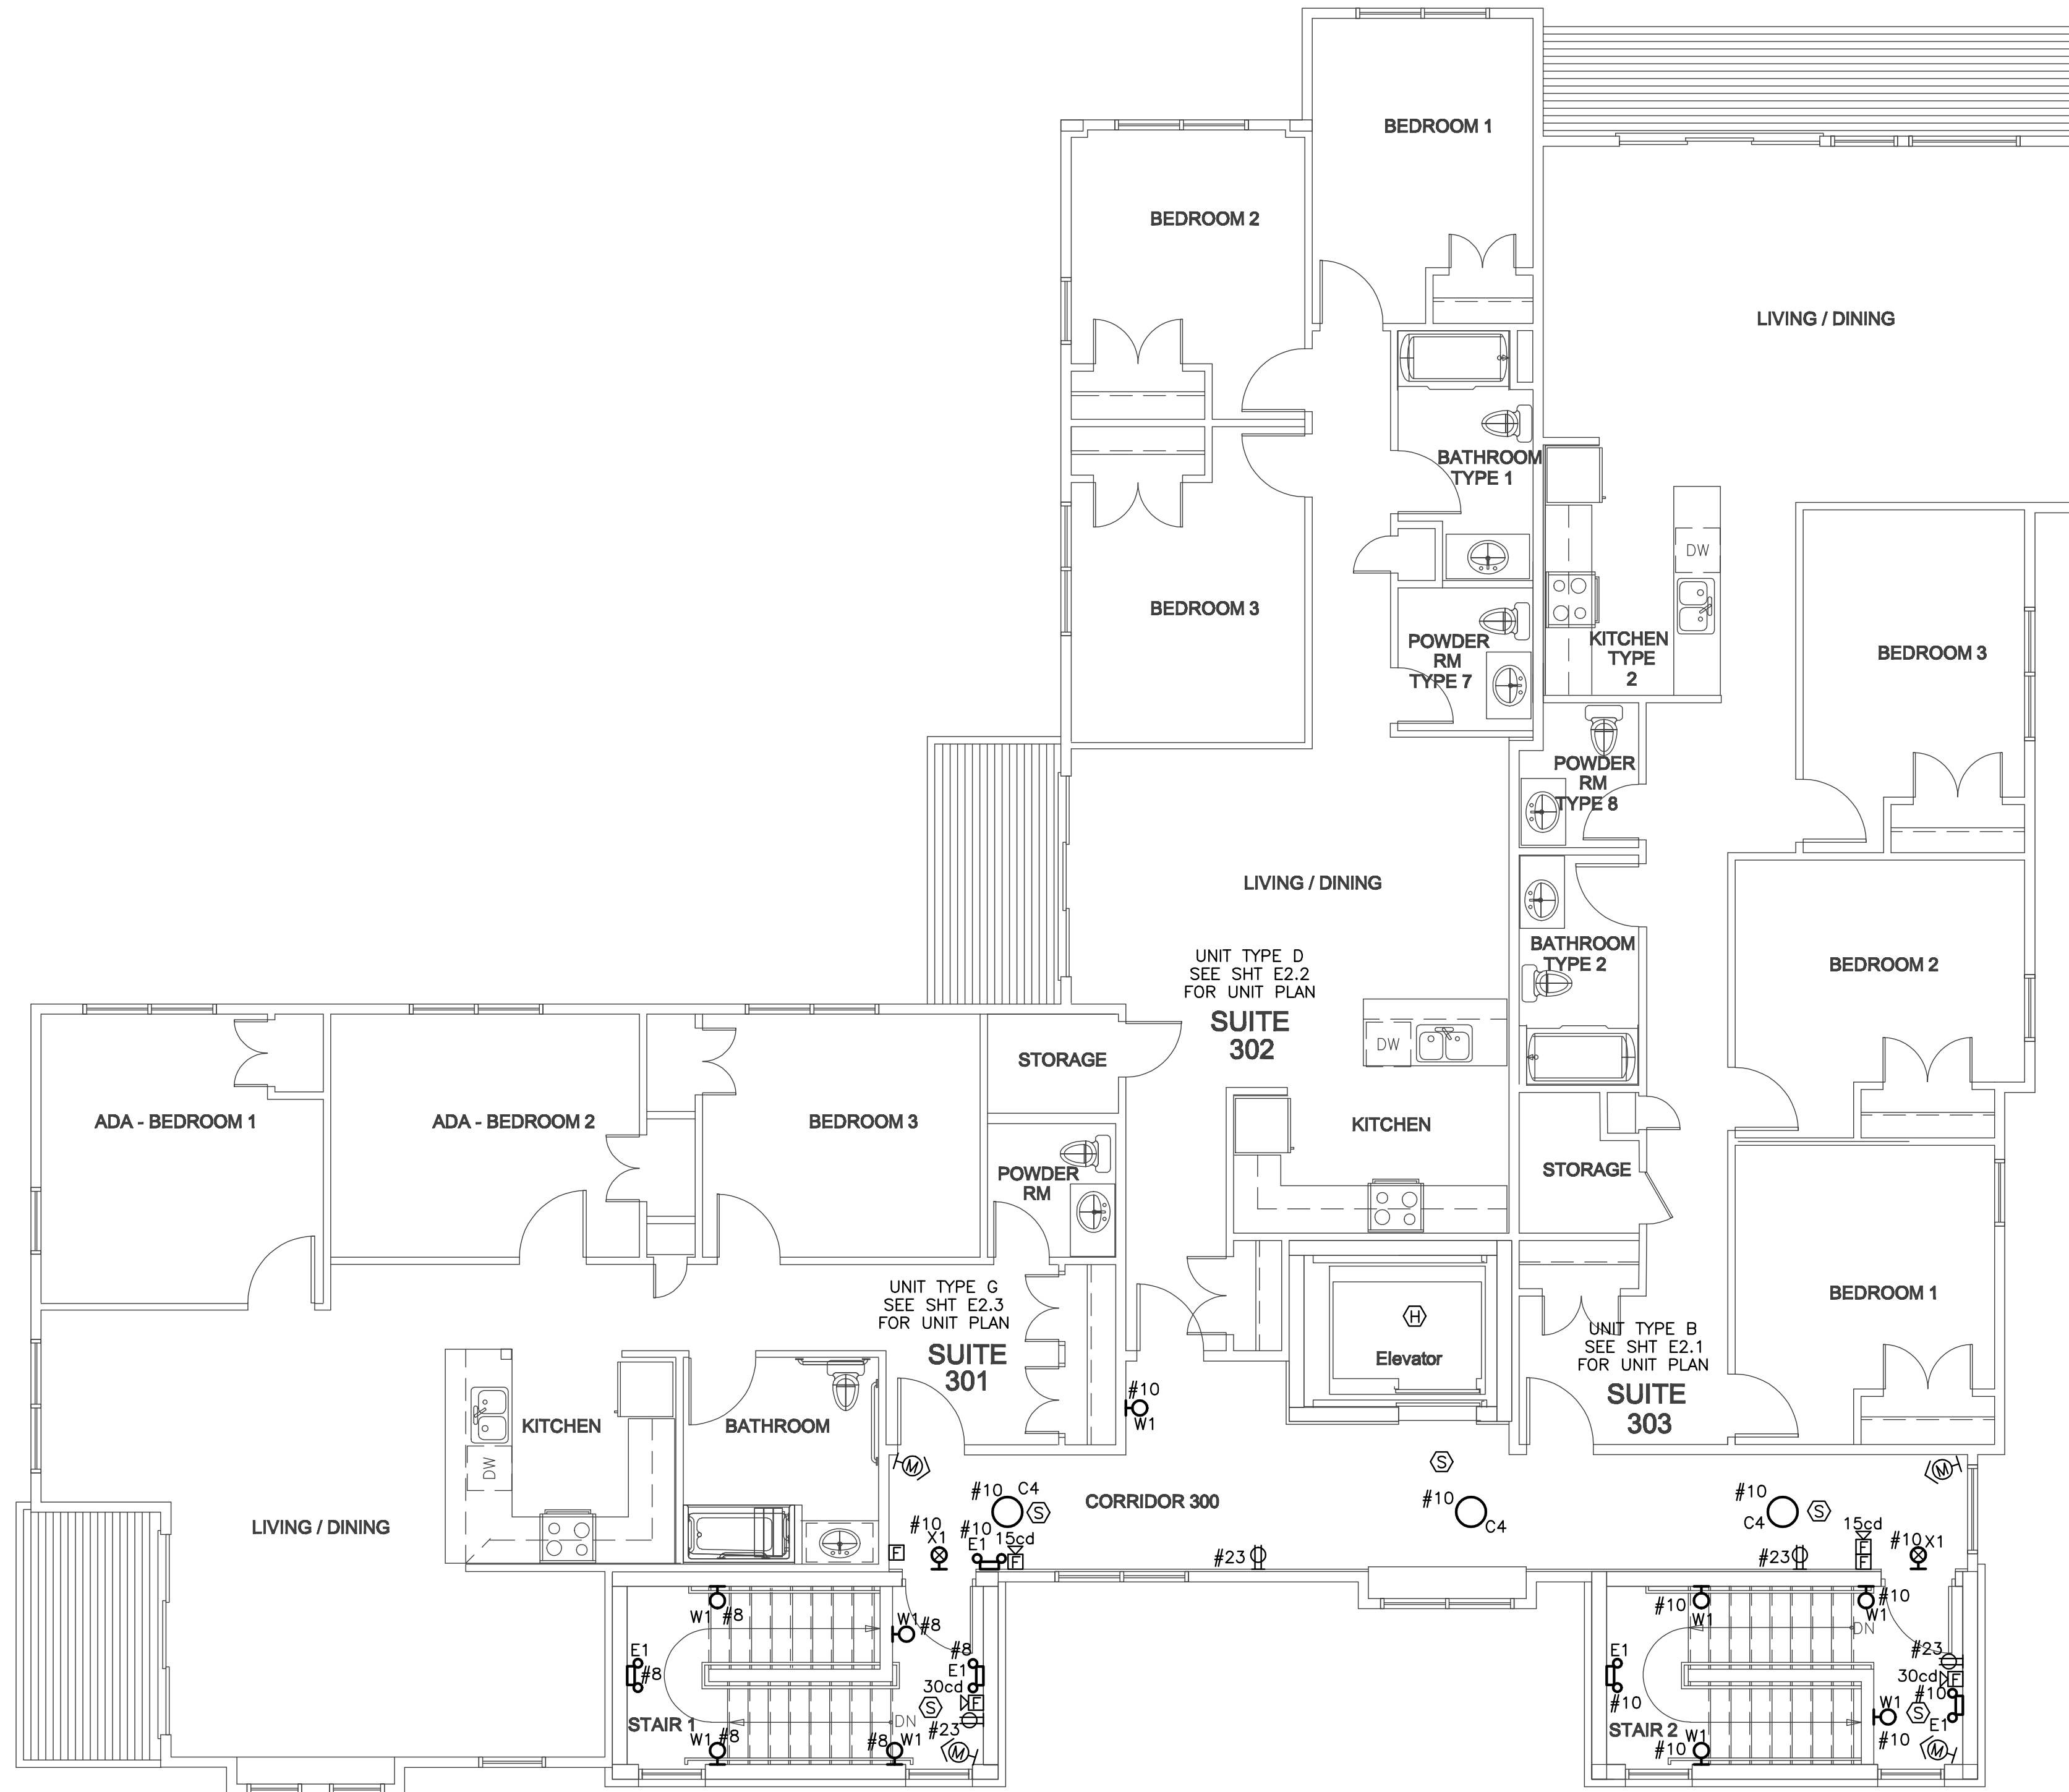 BEDROOM 1
BEDROOM 2
LIVING / DINING
BATHROOM
TYPE 1
DW
BEDROOM 3
POWDER
RM
TYPE 7
KITCHEN
TYPE
2
BEDROOM 3
POWDER
RM
TYPE 8
LIVING / DINING
UNIT TYPE D
SEE SHT E2.2
FOR UNIT PLAN
SUITE
302
BATHROOM
TYPE 2
BEDROOM 2
DW
STORAGE
ADA - BEDROOM 1
ADA - BEDROOM 2
BEDROOM 3
KITCHEN
POWDER
RM
STORAGE
UNIT TYPE G
SEE SHT E2.3
FOR UNIT PLAN
SUITE
301
H
Elevator
BEDROOM 1
UNIT TYPE B
SEE SHT E2.1
FOR UNIT PLAN
SUITE
303
#10
W1
KITCHEN
BATHROOM
DW
M
S
M
#10 C4
S
CORRIDOR 300
#10
C4
#10
C4
S
LIVING / DINING
#10
X1
#10
E1
15cd
F
F
#23
#23
15cd
F
F
#10 X1
W1 #8
W1 #8
E1
#8
#8
E1
30cd
F
S
#23
STAIR 1
DN
W1 #8
#8 W1
M
#10
W1
#10
W1
DN
E1
#10
#23
30cd
F
#10
W1
S
E1
#10
STAIR 2
#10
W1
M